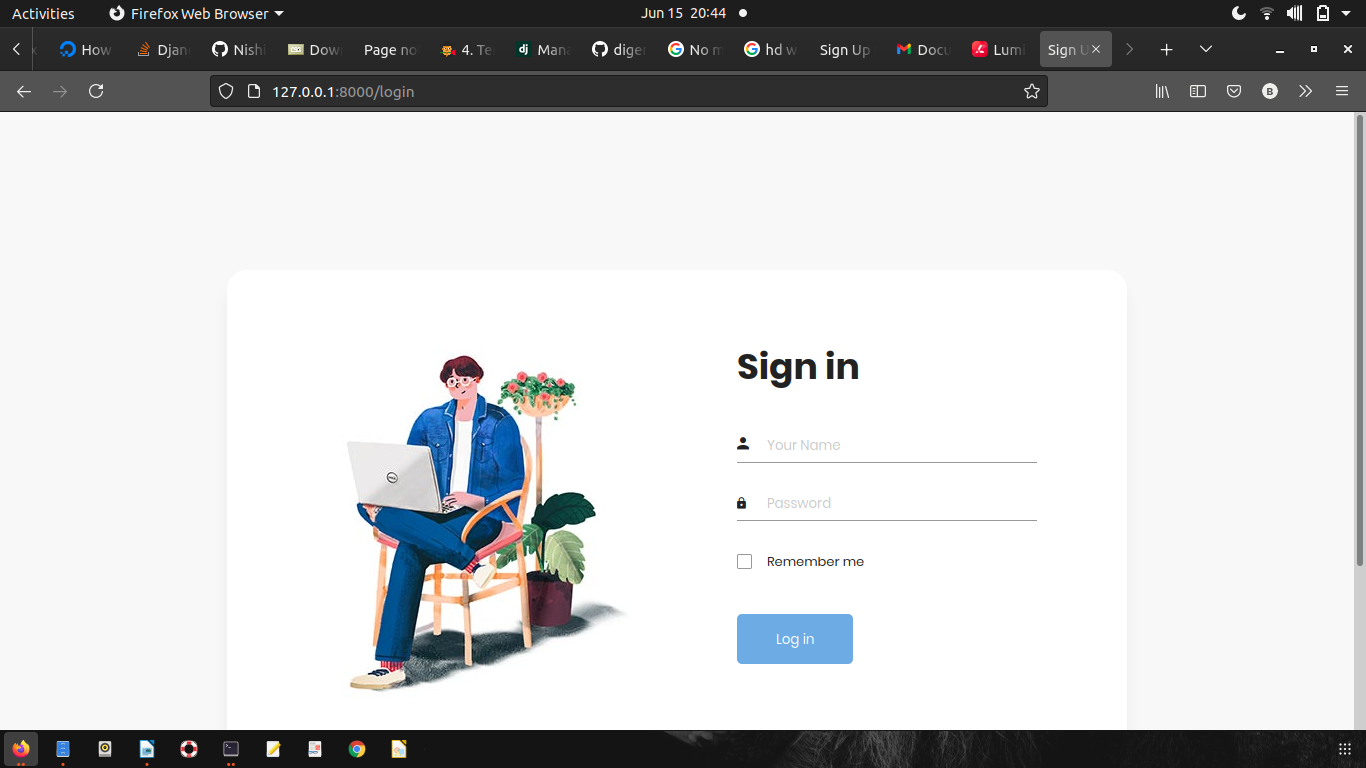 Activities Firefox Web Browser Jun 15 20:44
How Djan Nishi Dow Page no 4. Te Mana diger No m hd w Sign Up Docu Lumi Sign U
127.0.0.1:8000/login B
Sign in
Your Name
Password
Remember me
Log in
DELL